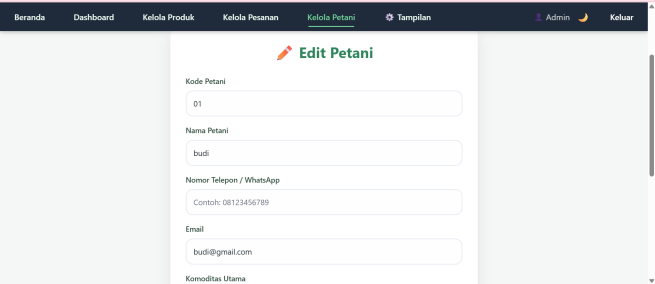 Beranda Dashboard Kelola Produk Kelola Pesanan Kelola Petani Tampilan Admin Keluar
Edit Petani
Kode Petani
01
Nama Petani
budi
Nomor Telepon / WhatsApp
Contoh: 08123456789
Email
budi@gmail.com
Komoditas Utama